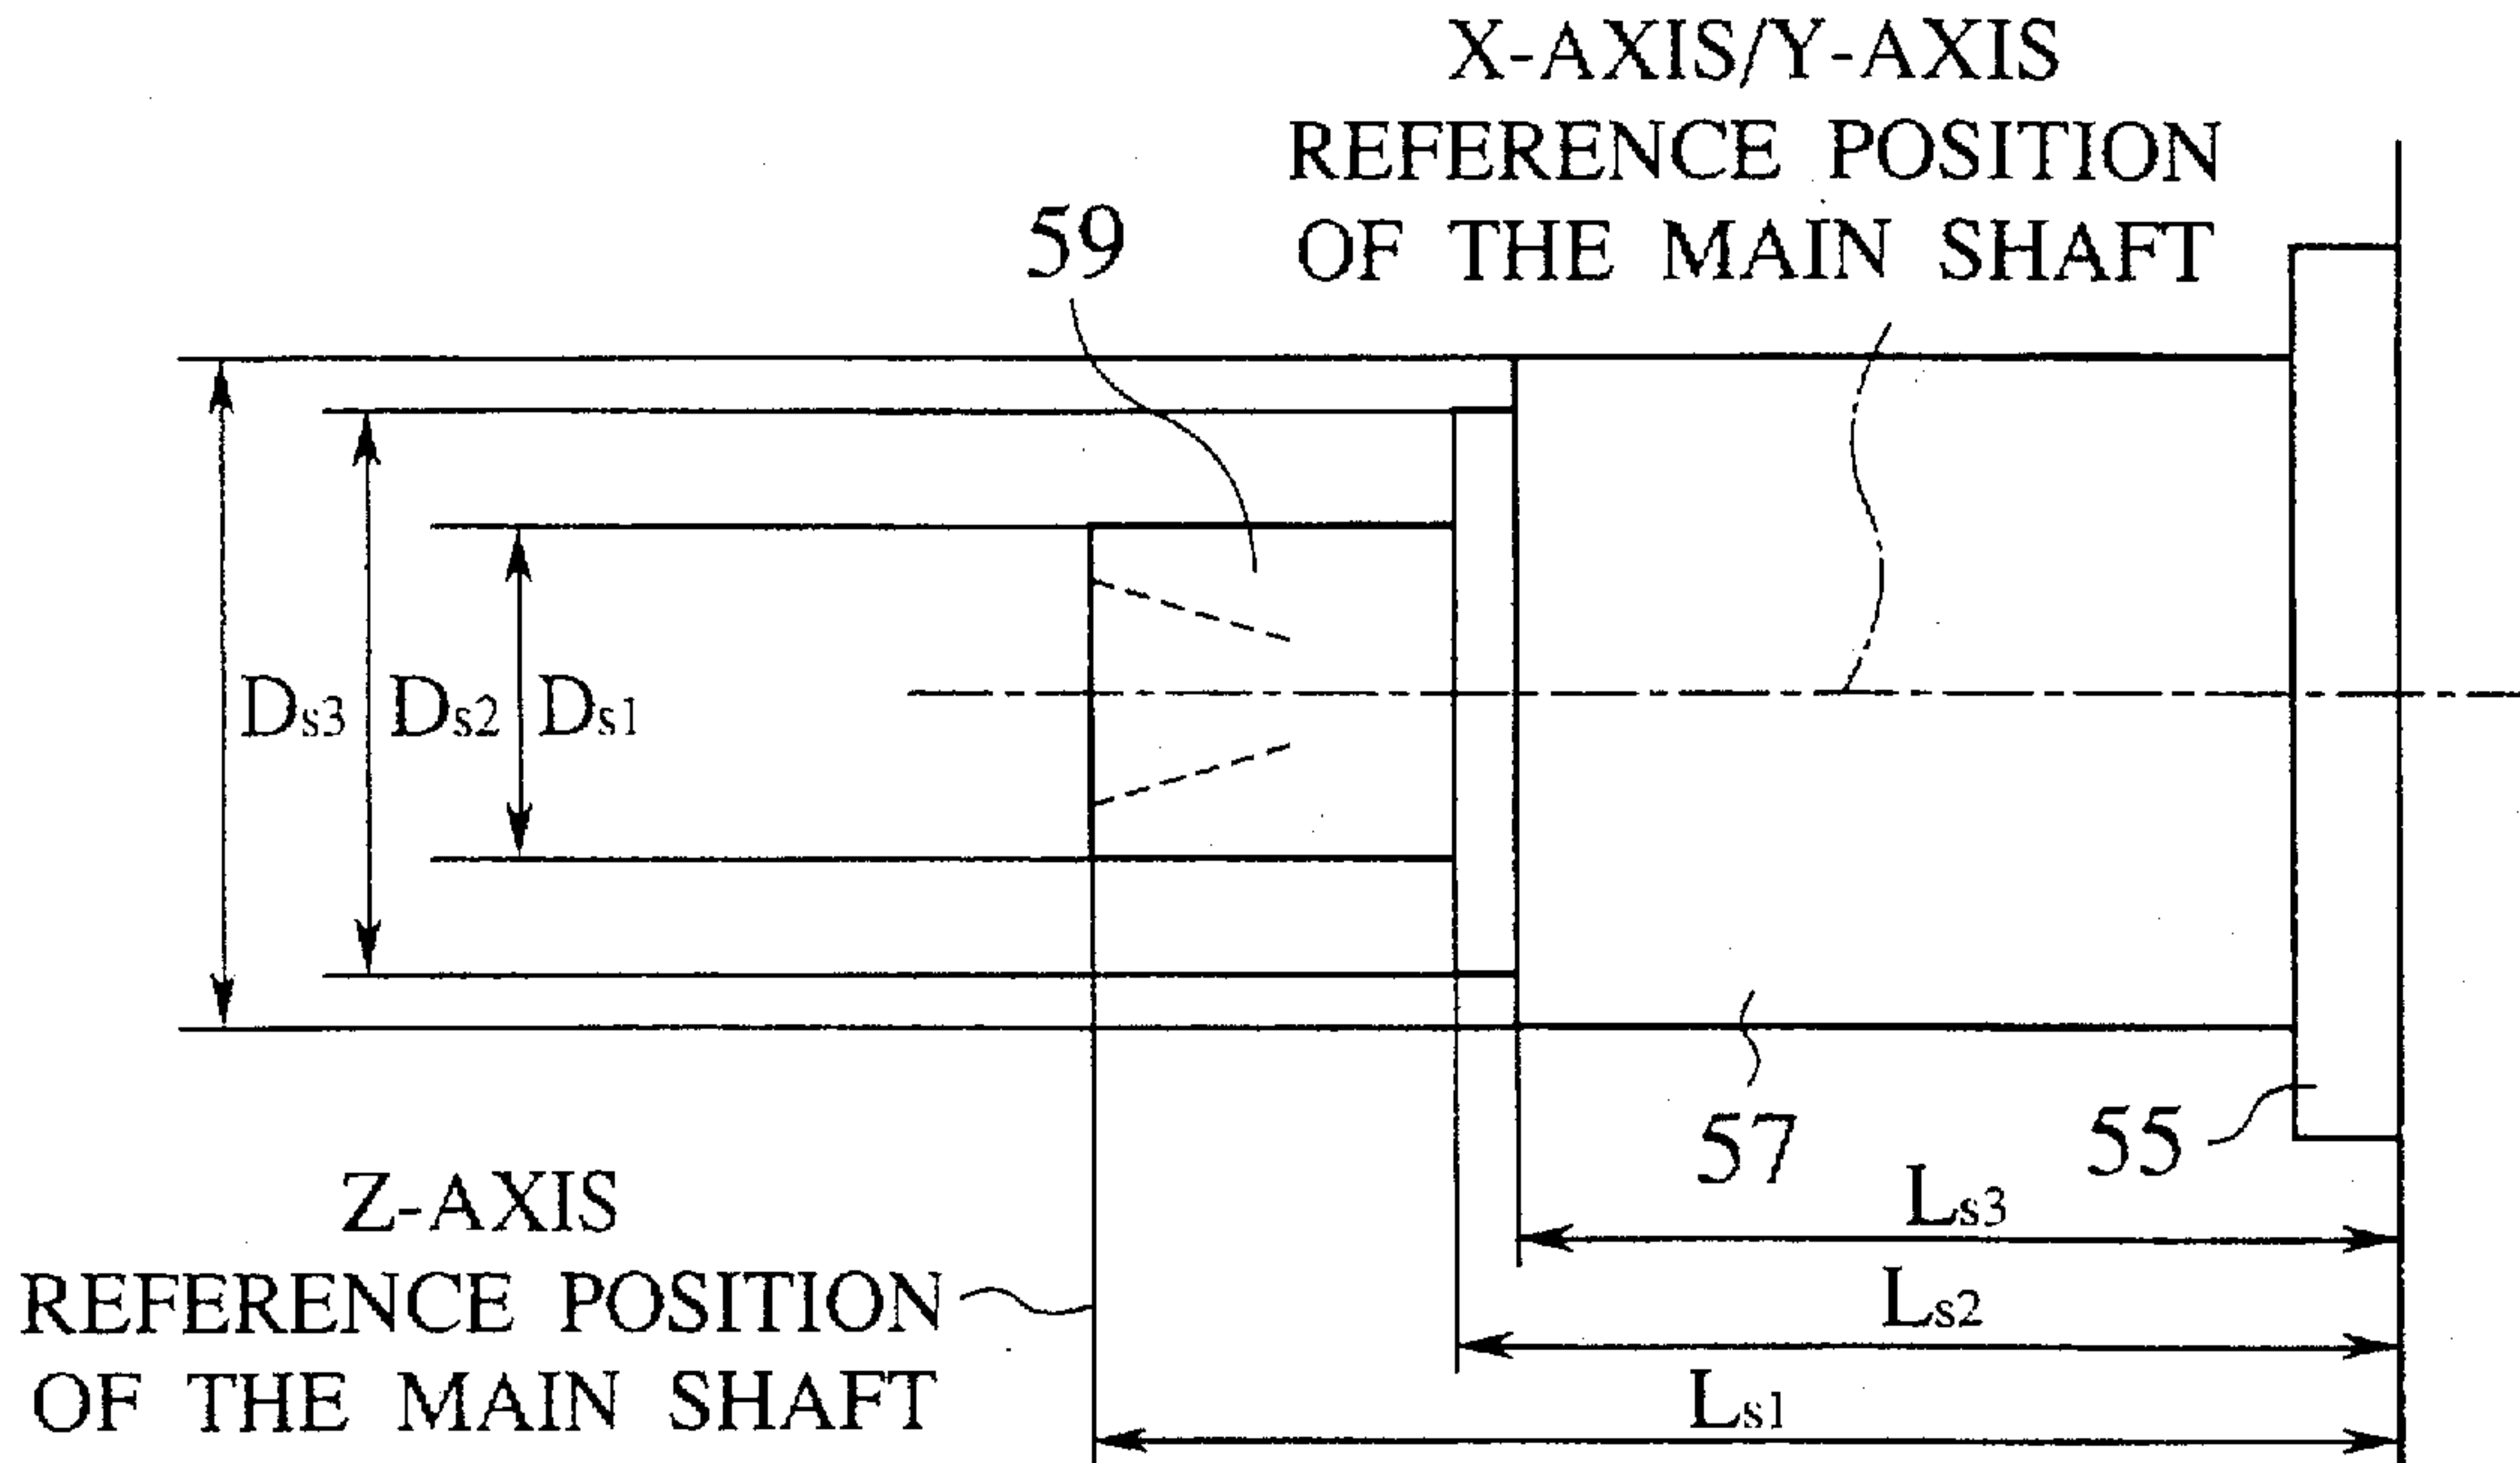 X-AXIS/Y-AXIS
REFERENCE POSITION
OF THE MAIN SHAFT
59
Ds3 Ds2 Ds1
57
55
Z-AXIS
REFERENCE POSITION
OF THE MAIN SHAFT
Ls3
Ls2
Ls1